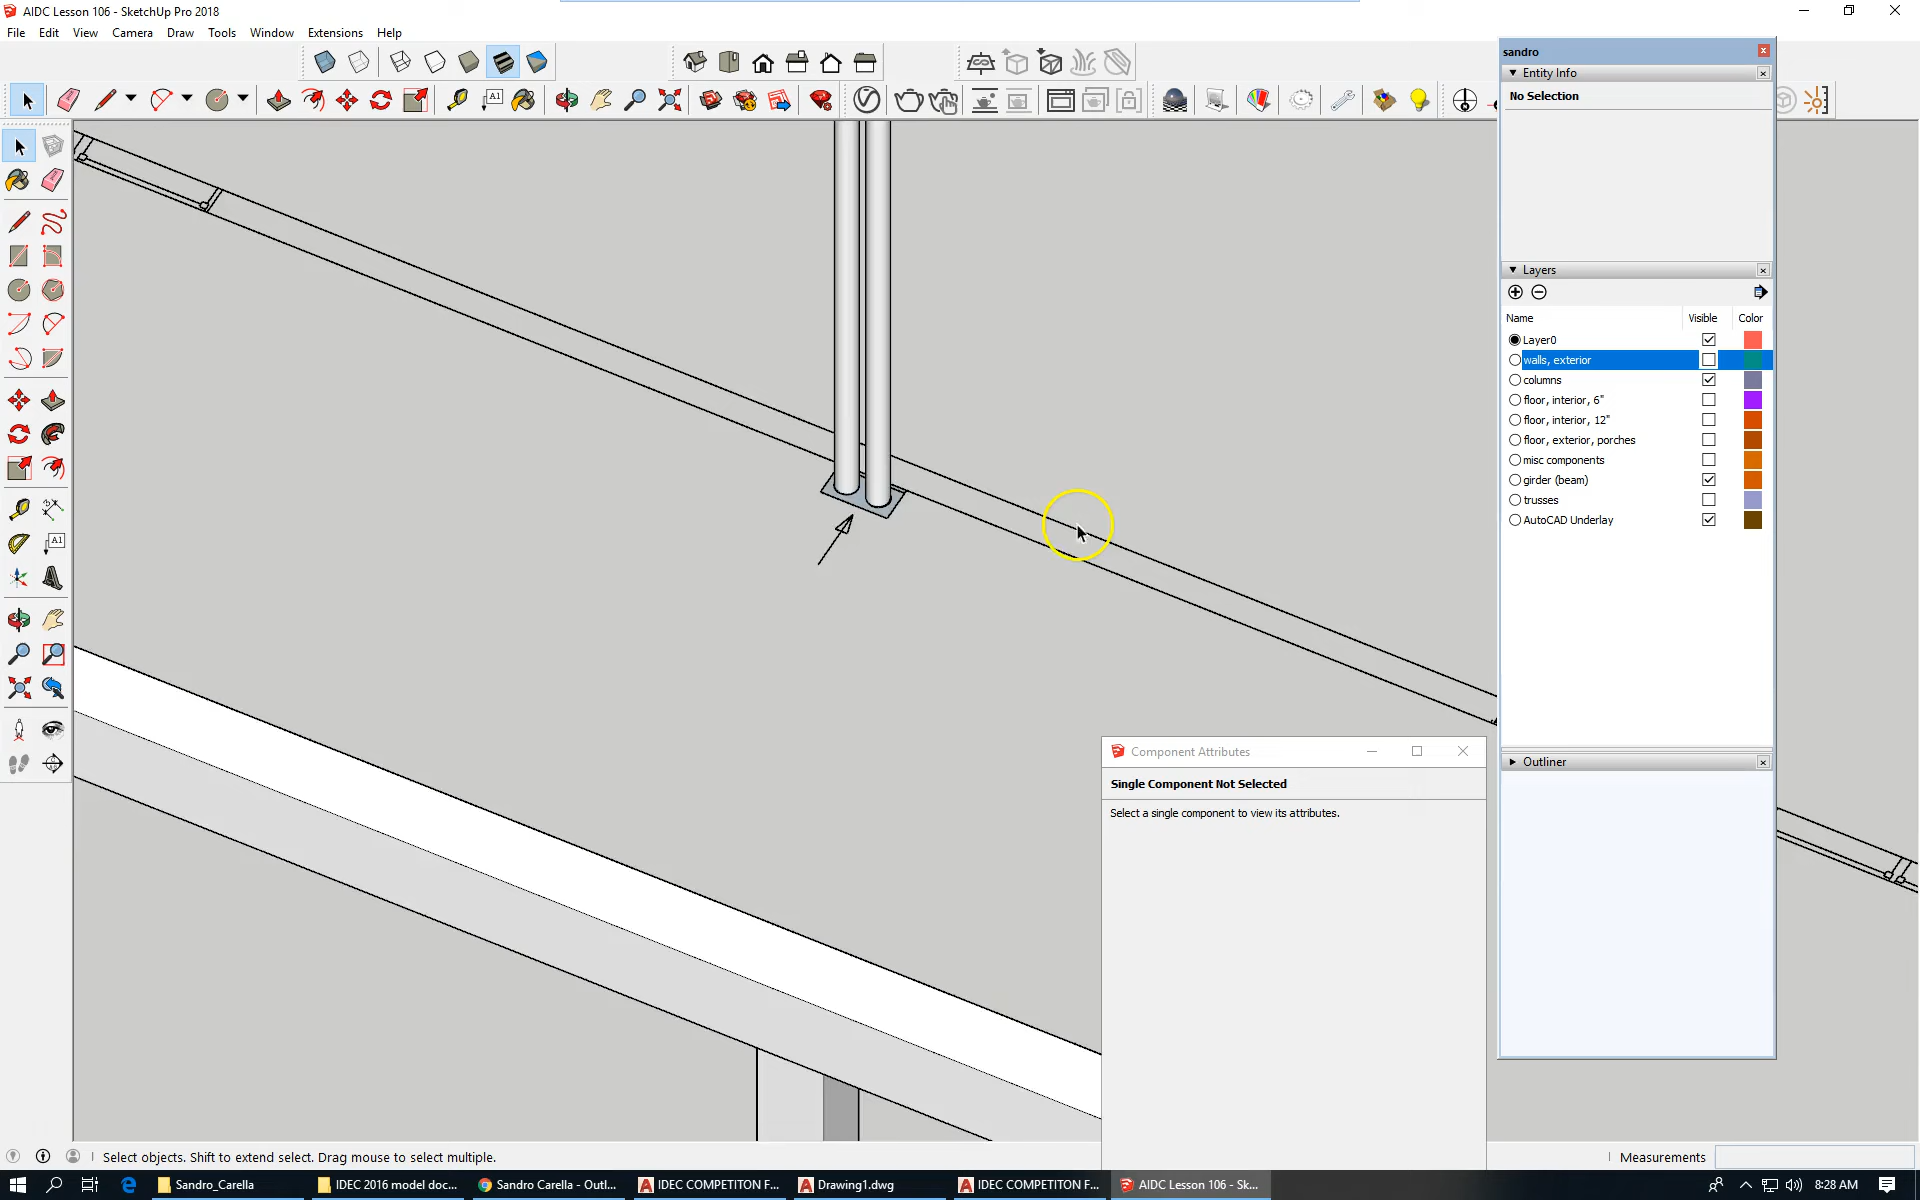 AIDC Lesson 106 - SketchUp Pro 2018
File Edit View Camera Draw Tools Window Extensions Help
A1
sandro
Entity Info
No Selection
Layers
Name Visible Color
Layer0
walls, exterior
columns
floor, interior, 6"
floor, interior, 12"
floor, exterior, porches
misc components
girder (beam)
trusses
AutoCAD Underlay
A1
Component Attributes
Single Component Not Selected
Select a single component to view its attributes.
Outliner
Select objects. Shift to extend select. Drag mouse to select multiple.
Measurements
Sandro_Carella
IDEC 2016 model doc...
Sandro Carella - Outl...
IDEC COMPETITON F...
Drawing1.dwg
IDEC COMPETITON F...
AIDC Lesson 106 - Sk...
8:28 AM